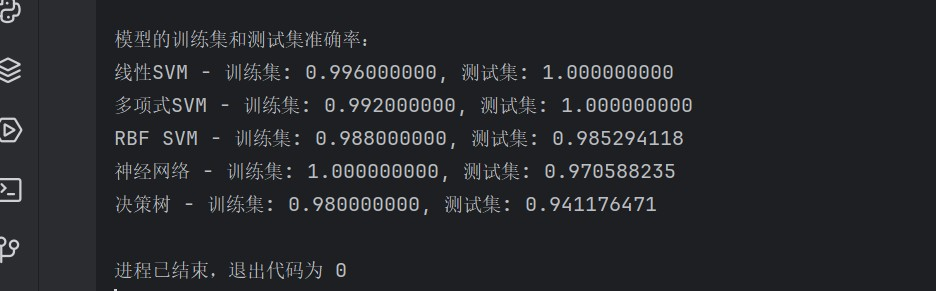 模型的训练集和测试集准确率：
线性SVM - 训练集: 0.996000000, 测试集: 1.000000000
多项式SVM - 训练集: 0.992000000, 测试集: 1.000000000
RBF SVM - 训练集: 0.988000000, 测试集: 0.985294118
神经网络 - 训练集: 1.000000000, 测试集: 0.970588235
决策树 - 训练集: 0.980000000, 测试集: 0.941176471
进程已结束，退出代码为 0